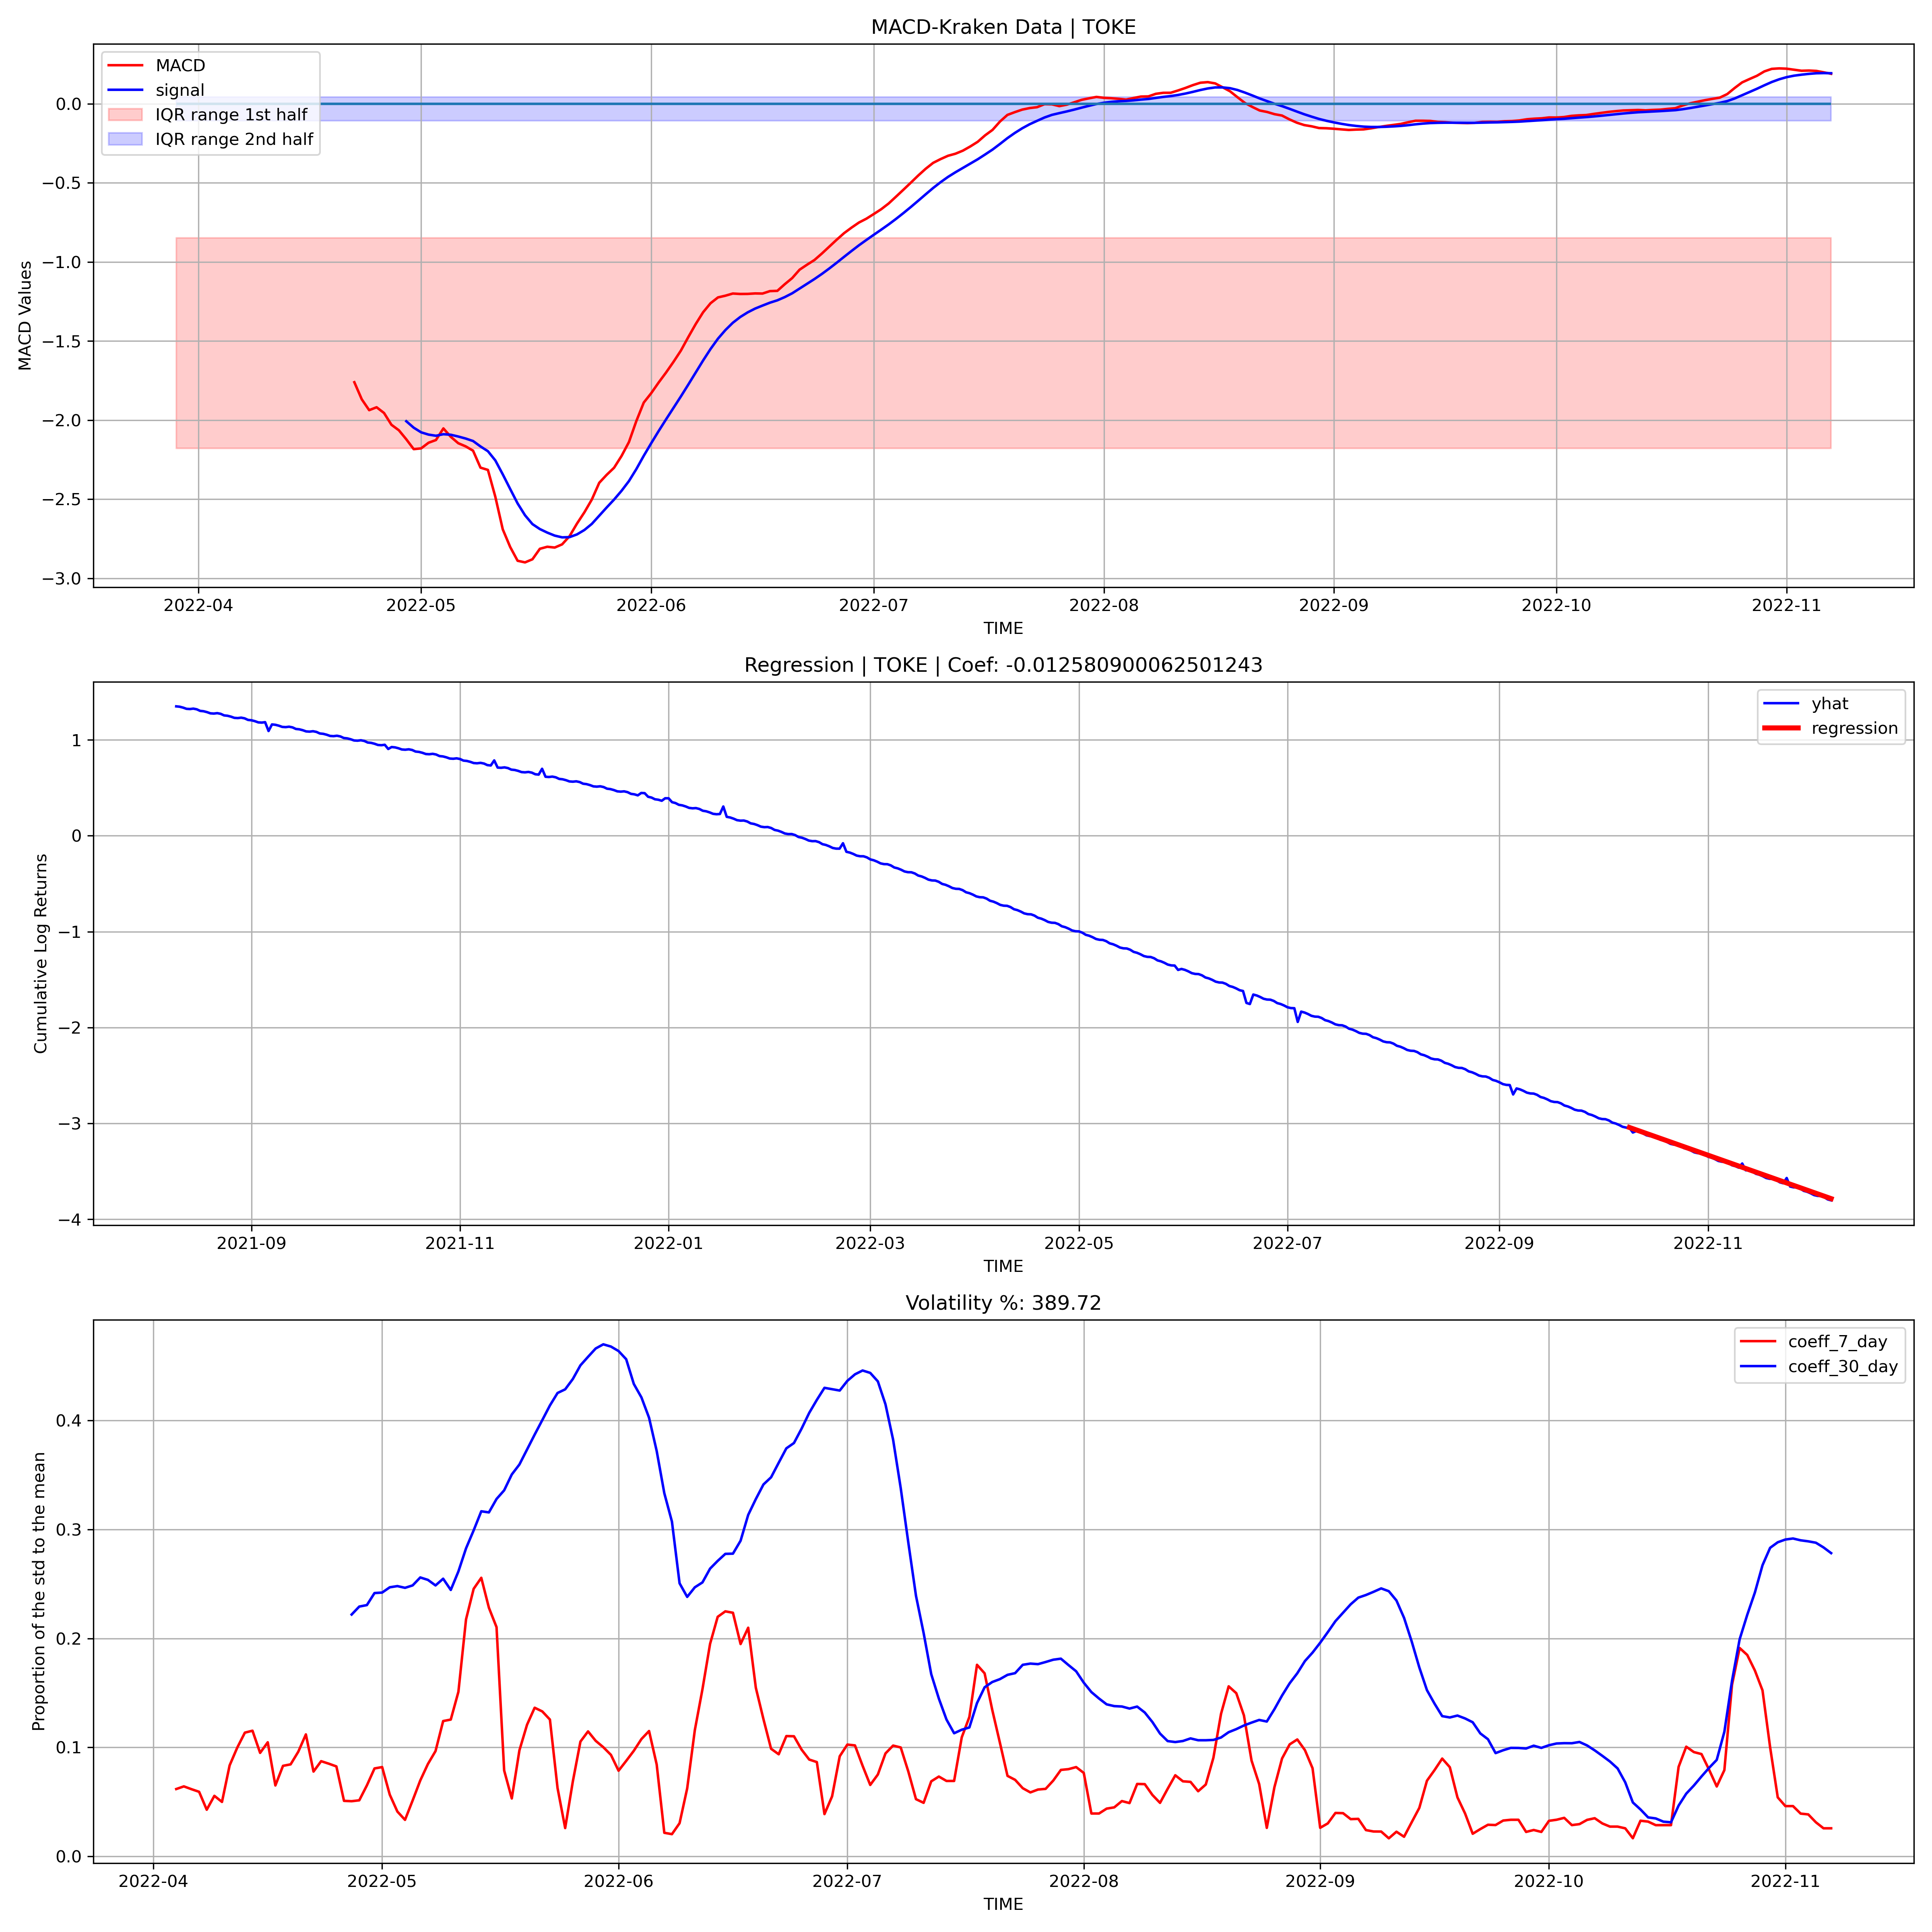 MACD-Kraken Data | TOKE
MACD
signal
IQR range 1st half
IQR range 2nd half
MACD Values
0.0
−0.5
−1.0
−1.5
−2.0
−2.5
−3.0
2022-04 2022-05 2022-06 2022-07 2022-08 2022-09 2022-10 2022-11
TIME
Regression | TOKE | Coef: -0.012580900062501243
yhat
regression
Cumulative Log Returns
1
0
−1
−2
−3
−4
2021-09 2021-11 2022-01 2022-03 2022-05 2022-07 2022-09 2022-11
TIME
Volatility %: 389.72
coeff_7_day
coeff_30_day
Proportion of the std to the mean
0.4
0.3
0.2
0.1
0.0
2022-04 2022-05 2022-06 2022-07 2022-08 2022-09 2022-10 2022-11
TIME